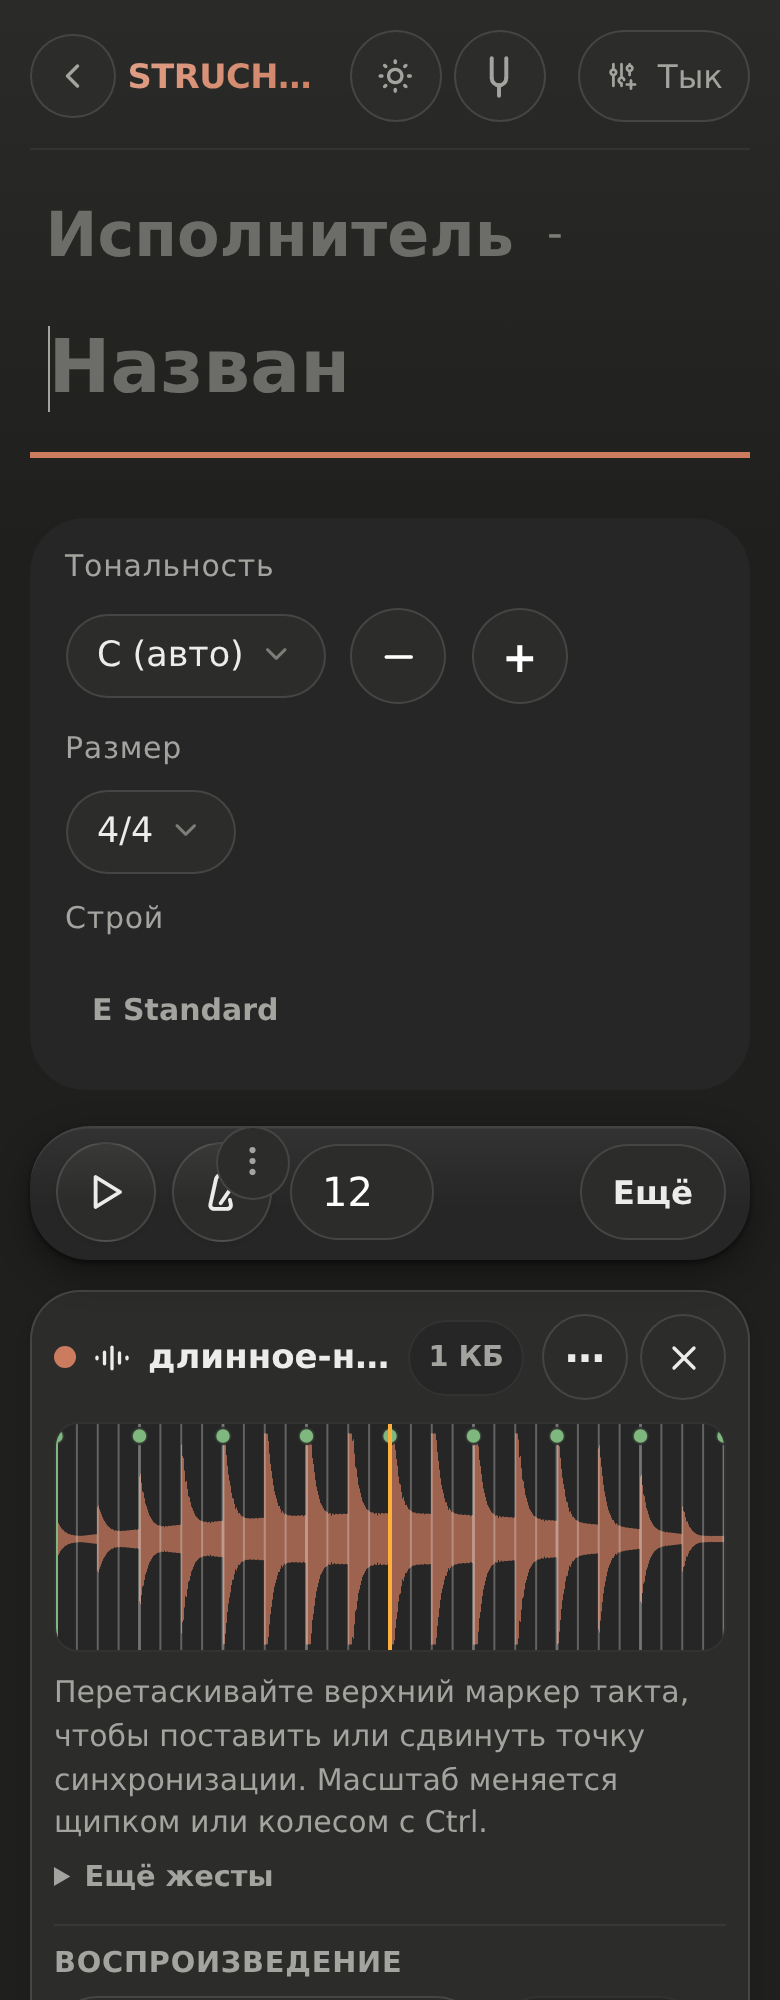 STRUCH…
Тык
Исполнитель -
Назван
Тональность
C (авто)
− +
Размер
4/4
Строй
E Standard
12
Ещё
длинное-н…
1 КБ
Перетаскивайте верхний маркер такта,
чтобы поставить или сдвинуть точку
синхронизации. Масштаб меняется
щипком или колесом с Ctrl.
Ещё жесты
ВОСПРОИЗВЕДЕНИЕ